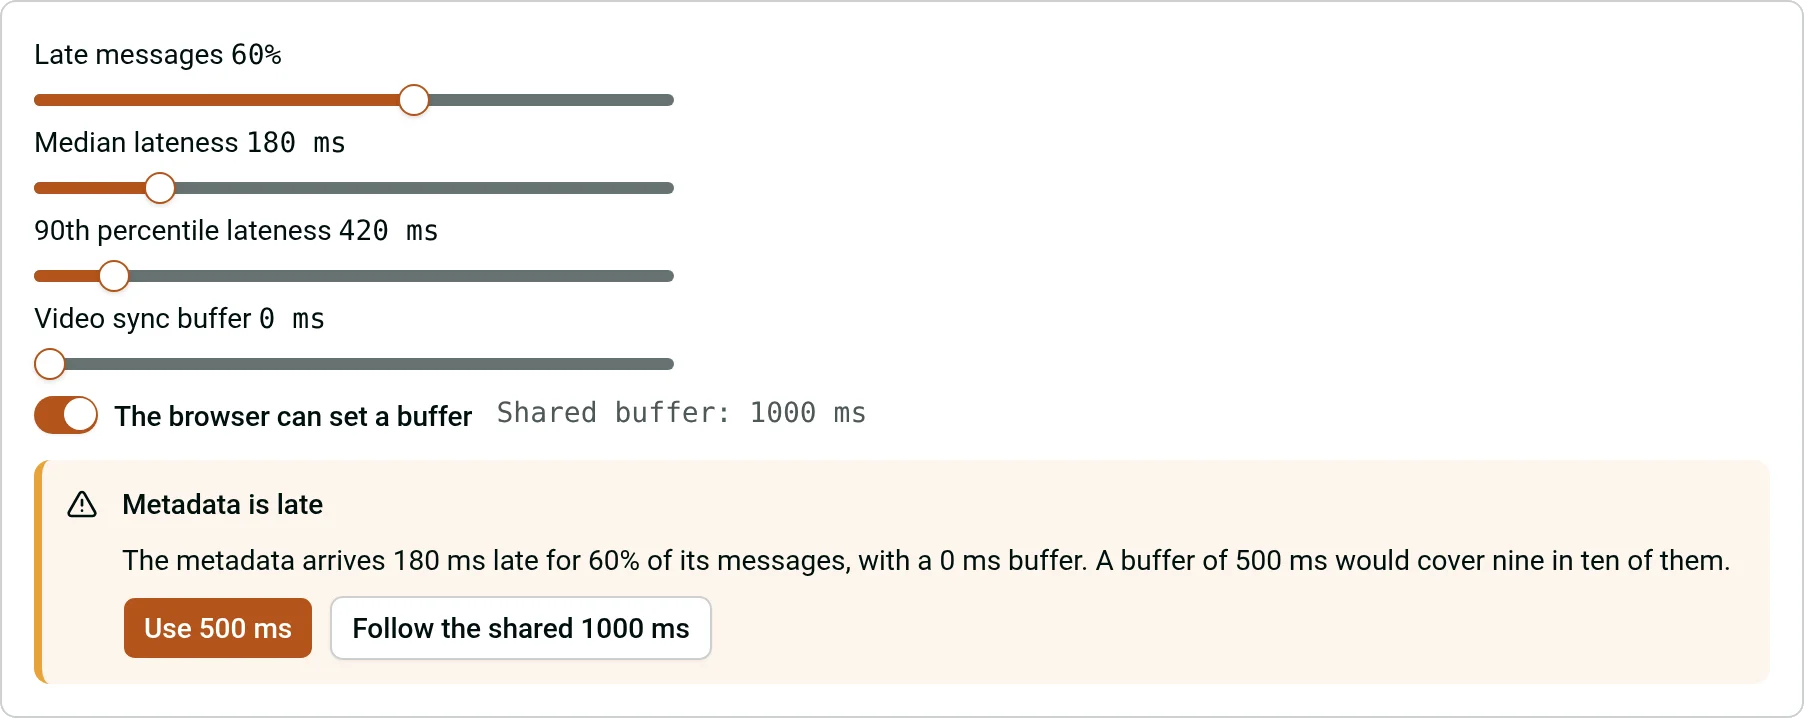 Late messages 60%
Median lateness 180 ms
90th percentile lateness 420 ms
Video sync buffer 0 ms
The browser can set a buffer Shared buffer: 1000 ms
Metadata is late
The metadata arrives 180 ms late for 60% of its messages, with a 0 ms buffer. A buffer of 500 ms would cover nine in ten of them.
Use 500 ms Follow the shared 1000 ms